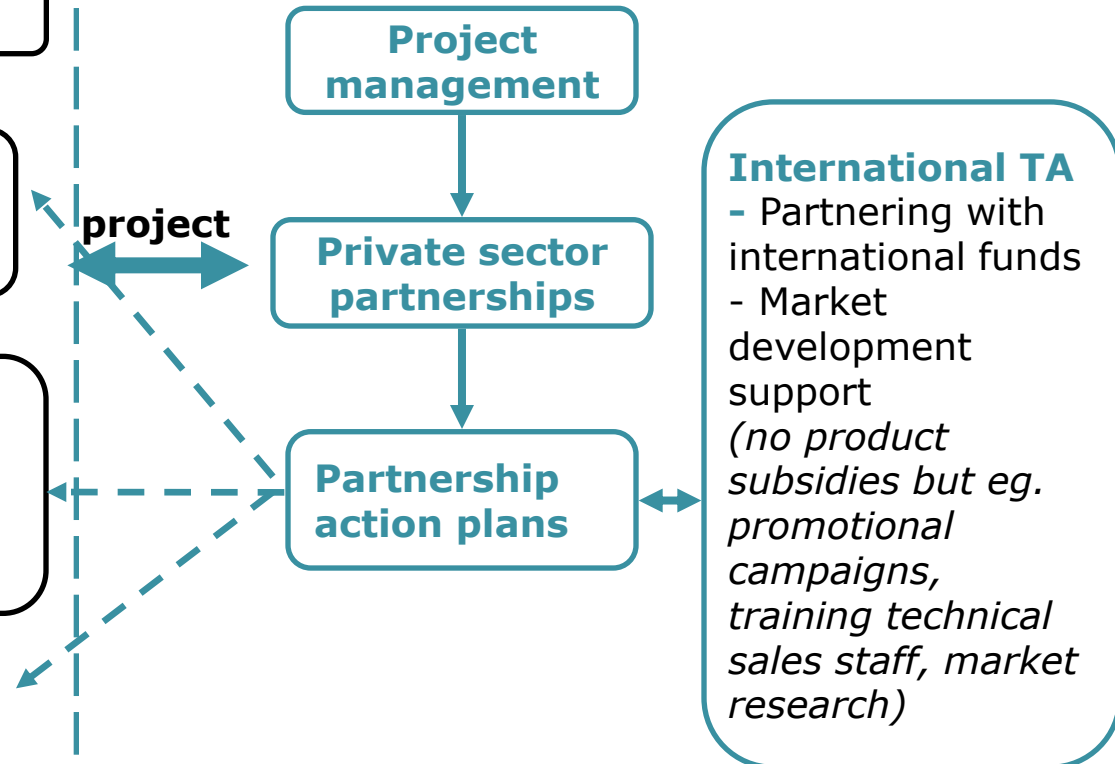 Project
management
project
Private sector
partnerships
Partnership
action plans
International TA
- Partnering with
international funds
- Market
development
support
(no product
subsidies but eg.
promotional
campaigns,
training technical
sales staff, market
research)